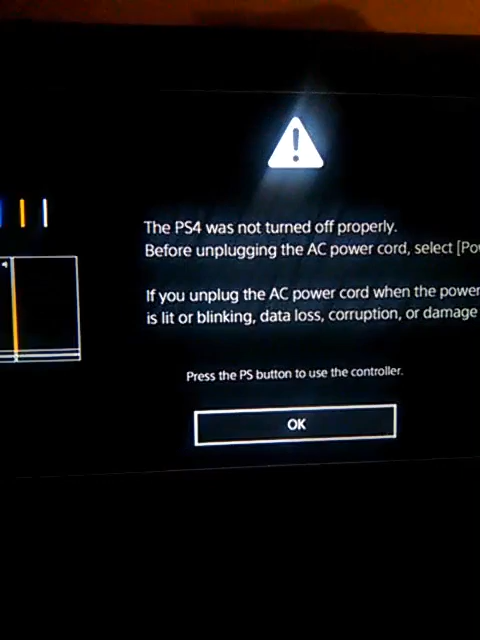 The PS4 was not turned off properly.
Before unplugging the AC power cord, select [Po
If you unplug the AC power cord when the power
is lit or blinking, data loss, corruption, or damage
Press the PS button to use the controller.
OK